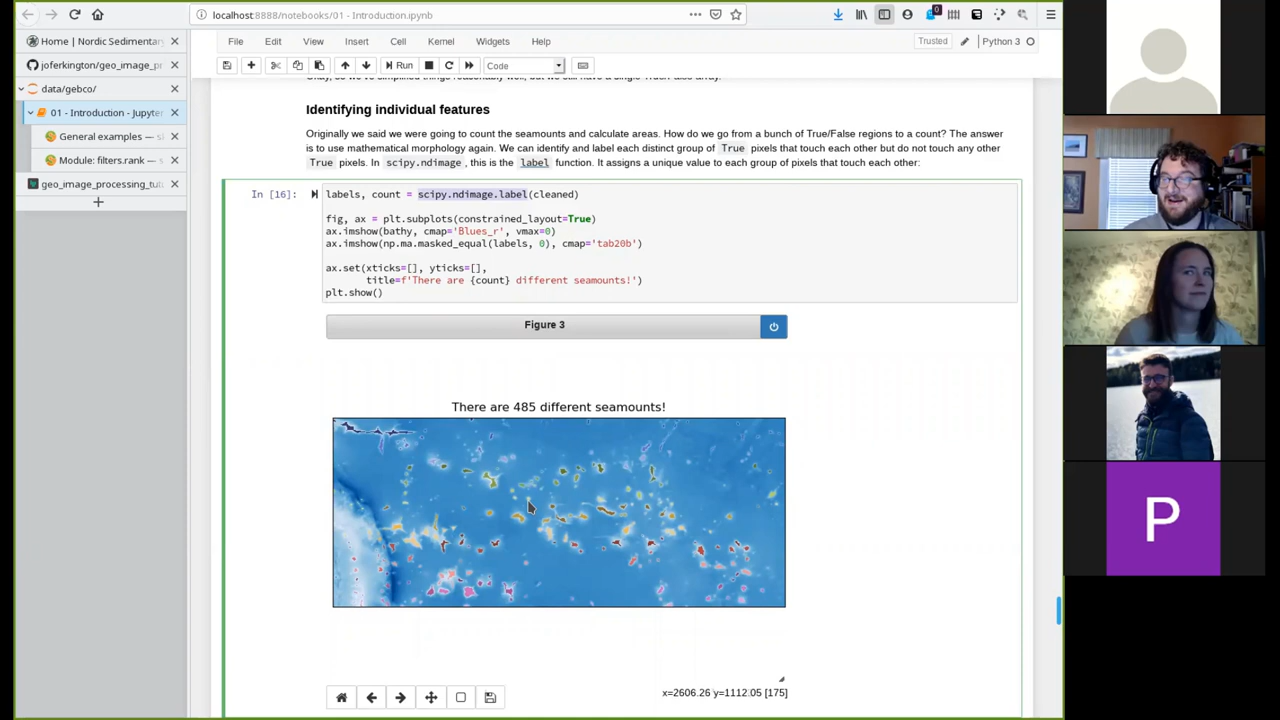 localhost:8888/notebooks/01 - Introduction.ipynb
Home | Nordic Sedimentar
joferkington/geo_image_pr
data/gebco/
01 - Introduction - Jupyter
General examples — si
Module: filters.rank — s
geo_image_processing_tuto
File Edit View Insert Cell Kernel Widgets Help
Trusted Python 3
Run Code
Identifying individual features
Originally we said we were going to count the seamounts and calculate areas. How do we go from a bunch of True/False regions to a count? The answer
is to use mathematical morphology again. We can identify and label each distinct group of True pixels that touch each other but do not touch any other
True pixels. In scipy.ndimage, this is the label function. It assigns a unique value to each group of pixels that touch each other:
In [16]:
labels, count = scipy.ndimage.label(cleaned)
fig, ax = plt.subplots(constrained_layout=True)
ax.imshow(bathy, cmap='Blues_r', vmax=0)
ax.imshow(np.ma.masked_equal(labels, 0), cmap='tab20b')
ax.set(xticks=[], yticks=[],
title=f'There are {count} different seamounts!')
plt.show()
Figure 3
There are 485 different seamounts!
x=2606.26 y=1112.05 [175]
P